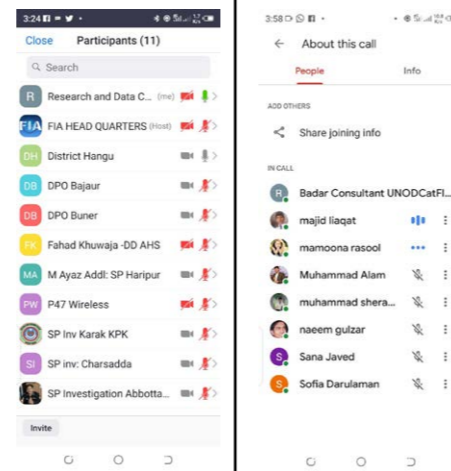 3:24
Close Participants (11)
Search
R Research and Data C... (me)
FIA FIA HEAD QUARTERS (Host)
DH District Hangu
DB DPO Bajaur
DB DPO Buner
FK Fahad Khuwaja -DD AHS
MA M Ayaz Addl: SP Haripur
PW P47 Wireless
SP Inv Karak KPK
SI SP inv: Charsadda
SP Investigation Abbotta...
Invite
3:58
About this call
People Info
ADD OTHERS
Share joining info
IN CALL
R Badar Consultant UNODCatFI...
majid liaqat
mamoona rasool
Muhammad Alam
muhammad shera...
naeem gulzar
S Sana Javed
S Sofia Darulaman